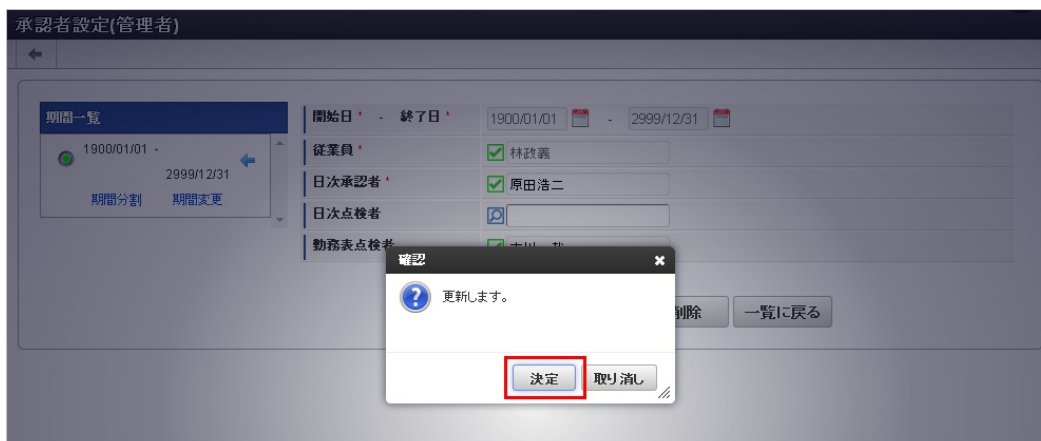 承認者設定(管理者)
期間一覧
1900/01/01 -
2999/12/31
期間分割 期間変更
開始日* - 終了日* 1900/01/01 - 2999/12/31
従業員* 林政義
日次承認者* 原田浩二
日次点検者
勤務表点検者
確認
更新します。
削除 一覧に戻る
決定 取り消し